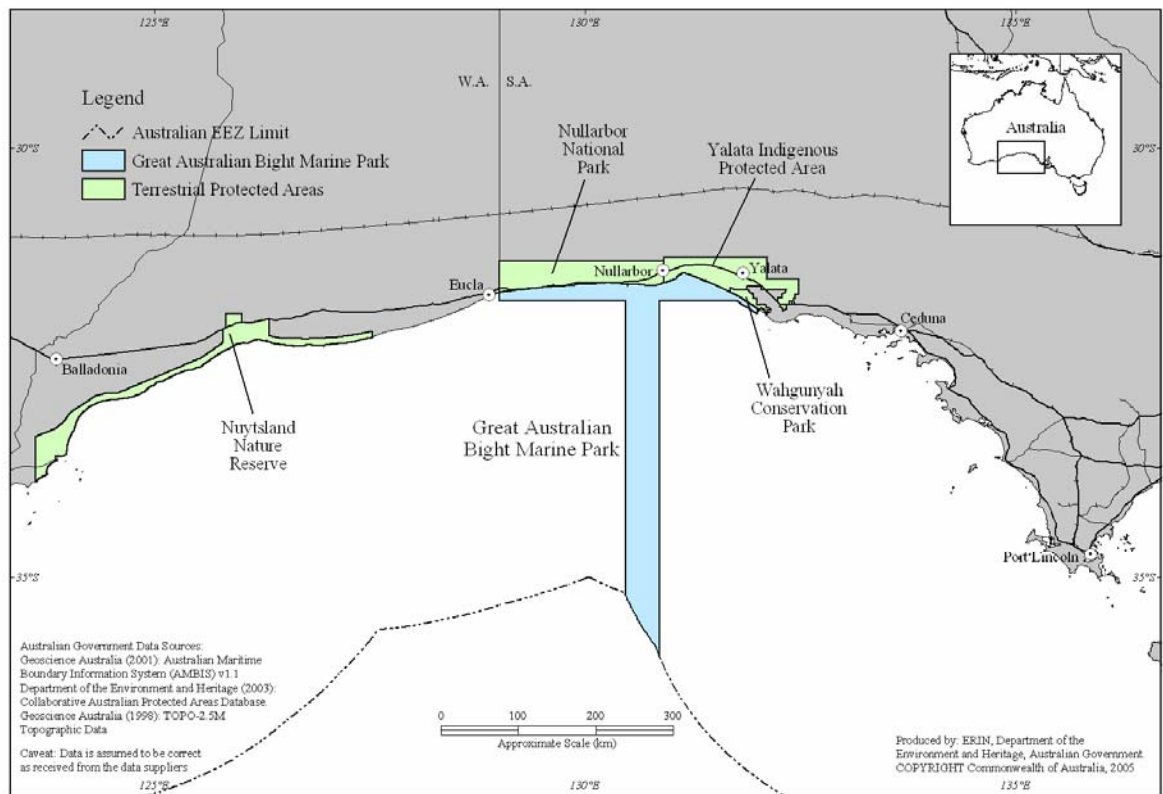 125°E
130°E
135°E
W.A.
S.A.
Legend
Australian EEZ Limit
Great Australian Bight Marine Park
Terrestrial Protected Areas
Nullarbor
National
Park
Yalata Indigenous
Protected Area
Australia
30°S
30°S
Nullarbor
Yalata
Eucla
Ceduna
Balladonia
Nuytsland
Nature
Reserve
Great Australian
Bight Marine Park
Wahgunyah
Conservation
Park
Port Lincoln
35°S
35°S
Australian Government Data Sources:
Geoscience Australia (2001): Australian Maritime
Boundary Information System (AMBIS) v1.1
Department of the Environment and Heritage (2003):
Collaborative Australian Protected Areas Database.
Geoscience Australia (1998): TOPO-2.5M
Topographic Data
Caveat: Data is assumed to be correct
as received from the data suppliers
0 100 200 300
Approximate Scale (km)
Produced by: ERIN, Department of the
Environment and Heritage, Australian Government.
COPYRIGHT Commonwealth of Australia, 2005
125°E
130°E
135°E